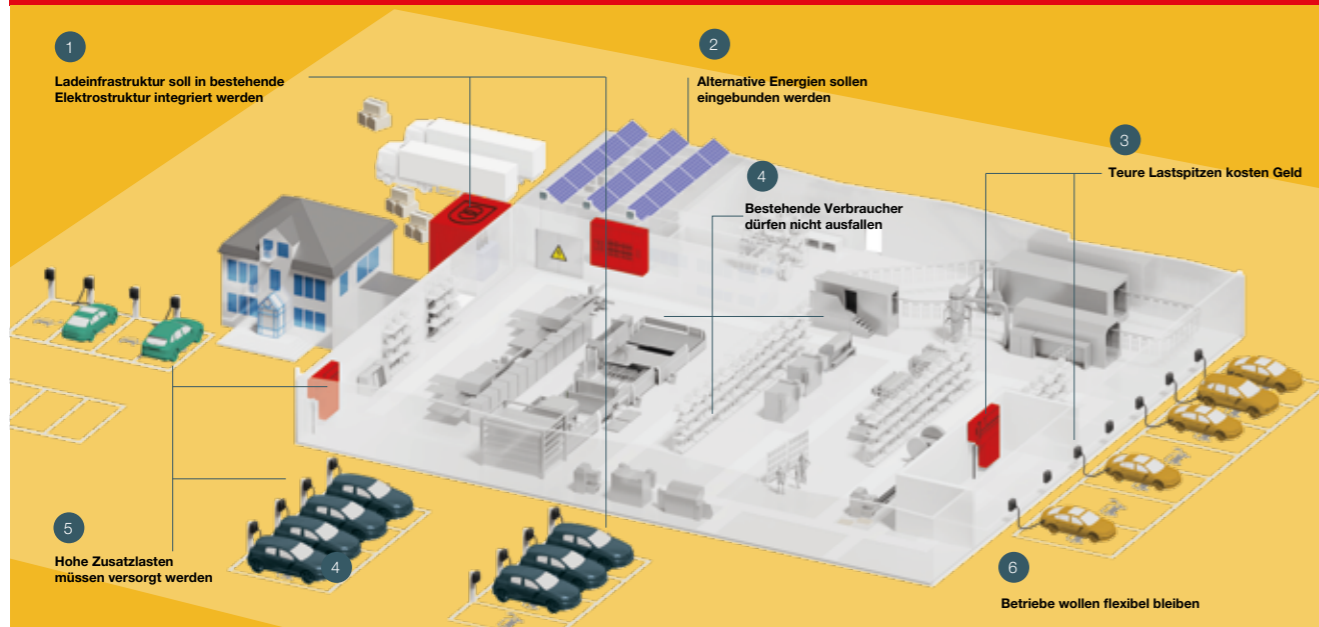 1
Ladeinfrastruktur soll in bestehende
Elektrostruktur integriert werden
2
Alternative Energien sollen
eingebunden werden
3
Teure Lastspitzen kosten Geld
4
Bestehende Verbraucher
dürfen nicht ausfallen
5
Hohe Zusatzlasten
müssen versorgt werden
4
6
Betriebe wollen flexibel bleiben